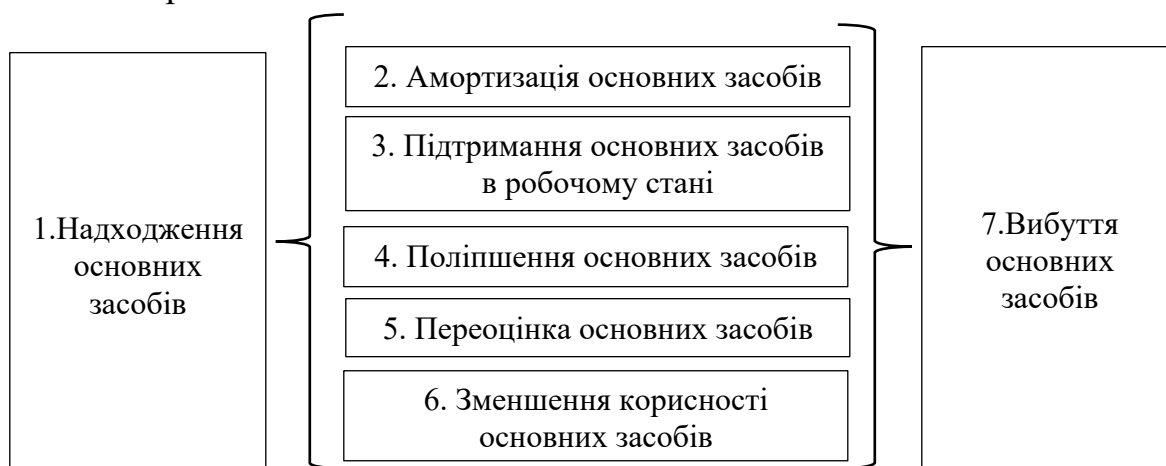 1.Надходження
основних
засобів
2. Амортизація основних засобів
3. Підтримання основних засобів
в робочому стані
4. Поліпшення основних засобів
5. Переоцінка основних засобів
6. Зменшення корисності
основних засобів
7.Вибуття
основних
засобів